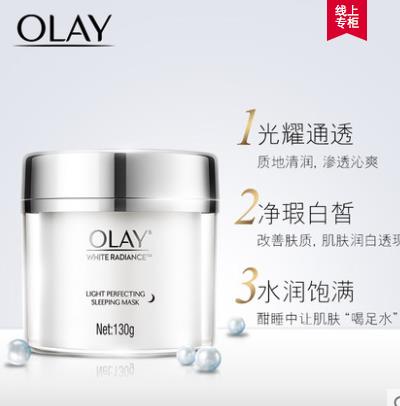 OLAY
线上
专柜
1光耀通透
质地清润, 渗透沁爽
2净瑕白皙
改善肤质, 肌肤润白透现
3水润饱满
酣睡中让肌肤“喝足水”
OLAY®
WHITE RADIANCE™
LIGHT PERFECTING
SLEEPING MASK
Net:130g